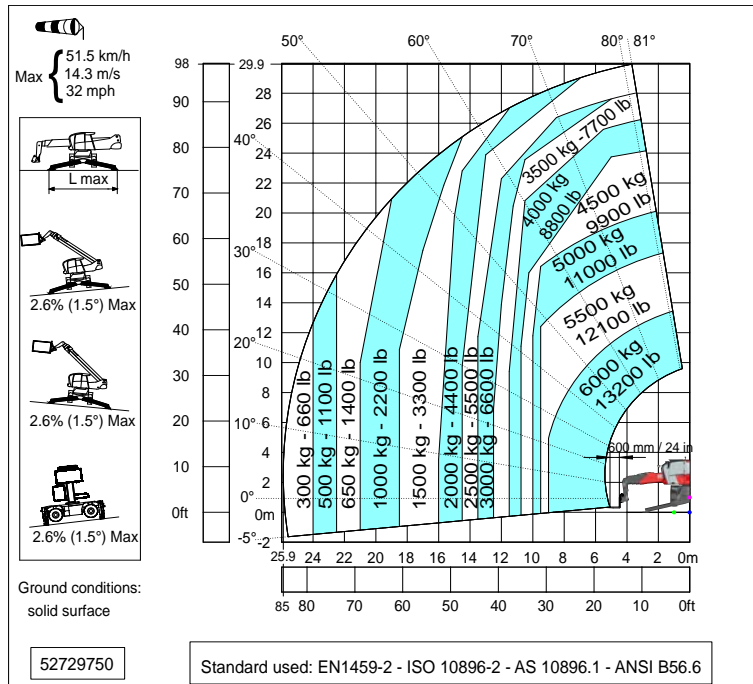 Max
51.5 km/h
14.3 m/s
32 mph
L max
2.6% (1.5°) Max
2.6% (1.5°) Max
2.6% (1.5°) Max
Ground conditions:
solid surface
52729750
98
90
80
70
60
50
40
30
20
10
0ft
29.9
28
26
24
22
20
18
16
14
12
10
8
6
4
2
0m
-2
50°
60°
70°
80°
81°
40°
30°
20°
10°
0°
-5°
300 kg - 660 lb
500 kg - 1100 lb
650 kg - 1400 lb
1000 kg - 2200 lb
1500 kg - 3300 lb
2000 kg - 4400 lb
2500 kg - 5500 lb
3000 kg - 6600 lb
3500 kg -7700 lb
4000 kg
8800 lb
4500 kg
9900 lb
5000 kg
11000 lb
5500 kg
12100 lb
6000 kg
13200 lb
600 mm / 24 in
25.9 24 22 20 18 16 14 12 10 8 6 4 2 0m
85 80 70 60 50 40 30 20 10 0ft
Standard used: EN1459-2 - ISO 10896-2 - AS 10896.1 - ANSI B56.6